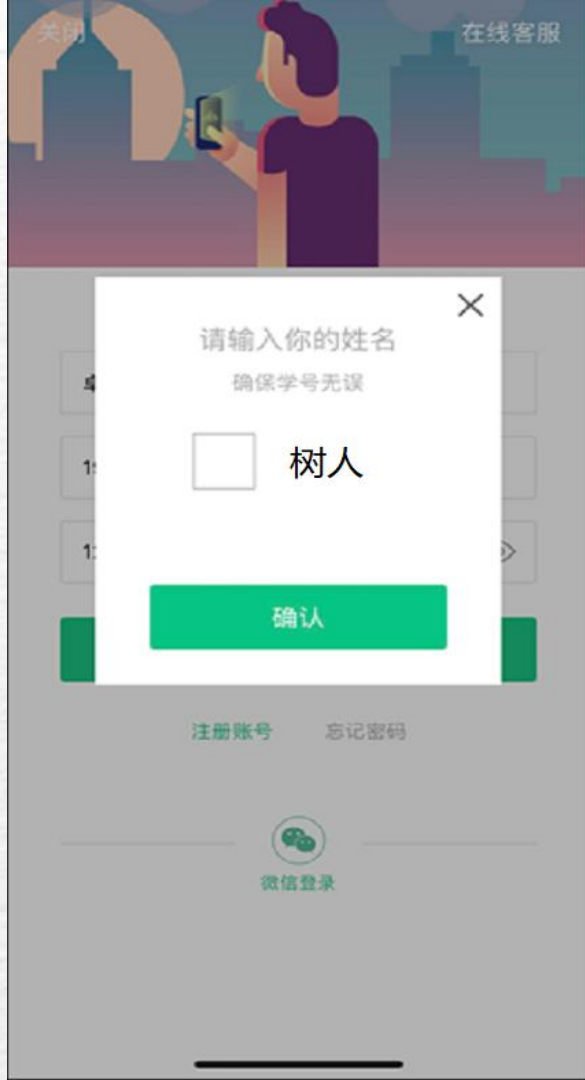 关闭 在线客服
请输入你的姓名
确保学号无误
树人
确认
注册账号 忘记密码
微信登录